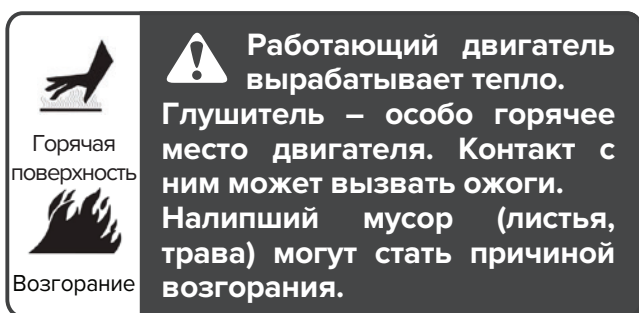 Горячая
поверхность
Возгорание
Работающий двигатель
вырабатывает тепло.
Глушитель – особо горячее
место двигателя. Контакт с
ним может вызвать ожоги.
Налипший мусор (листья,
трава) могут стать причиной
возгорания.